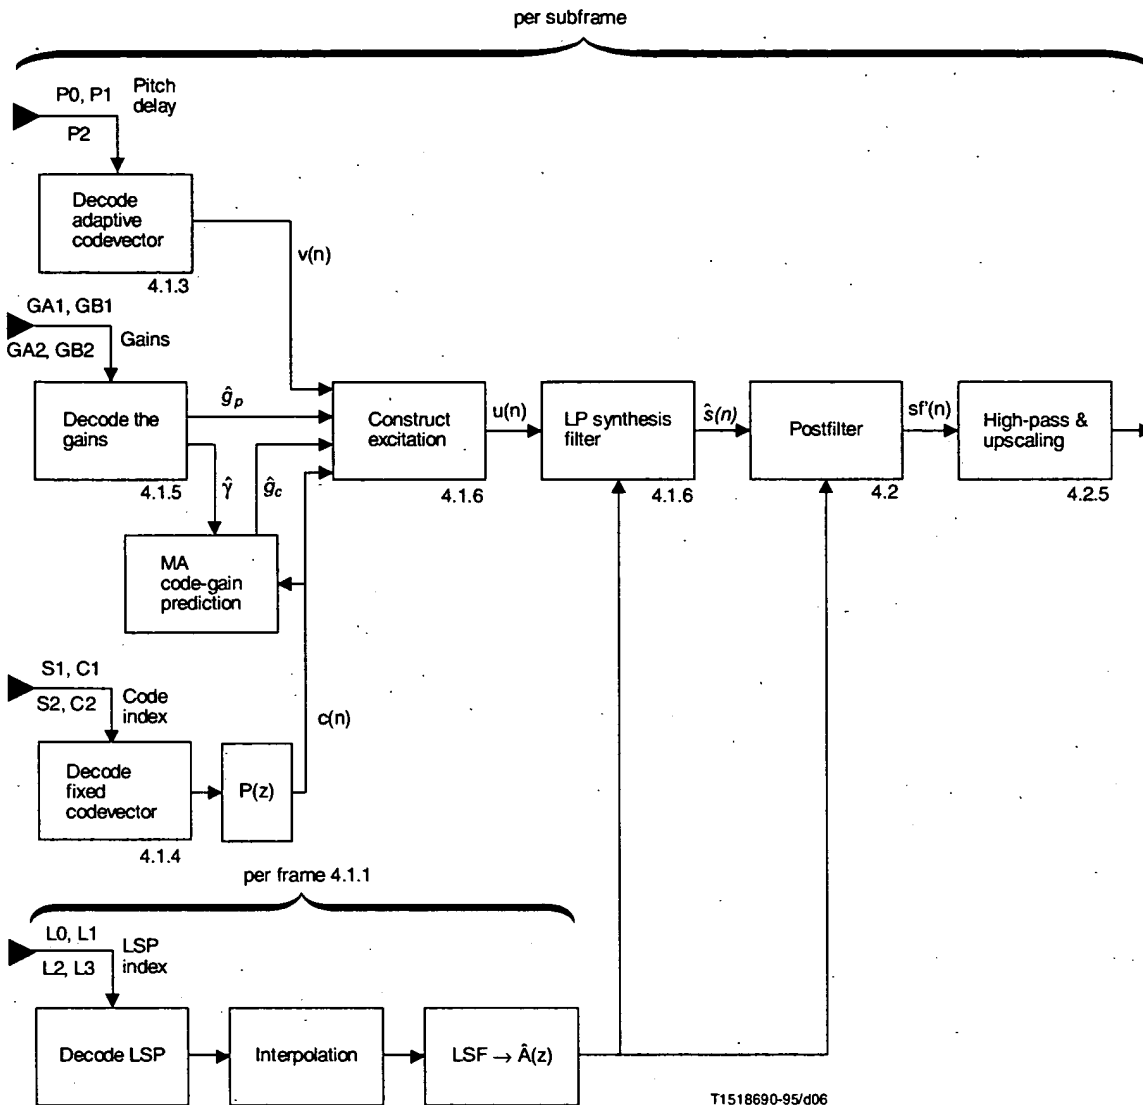 per subframe
P0, P1
Pitch
delay
P2
Decode
adaptive
codevector
v(n)
4.1.3
GA1, GB1
Gains
GA2, GB2
Decode the
gains
ĝp
Construct
excitation
u(n)
LP synthesis
filter
ŝ(n)
Postfilter
sf'(n)
High-pass &
upscaling
4.1.5
γ̂
ĝc
4.1.6
4.1.6
4.2
4.2.5
MA
code-gain
prediction
S1, C1
S2, C2
Code
index
c(n)
Decode
fixed
codevector
P(z)
4.1.4
per frame 4.1.1
L0, L1
LSP
index
L2, L3
Decode LSP
Interpolation
LSF → Â(z)
T1518690-95/d06